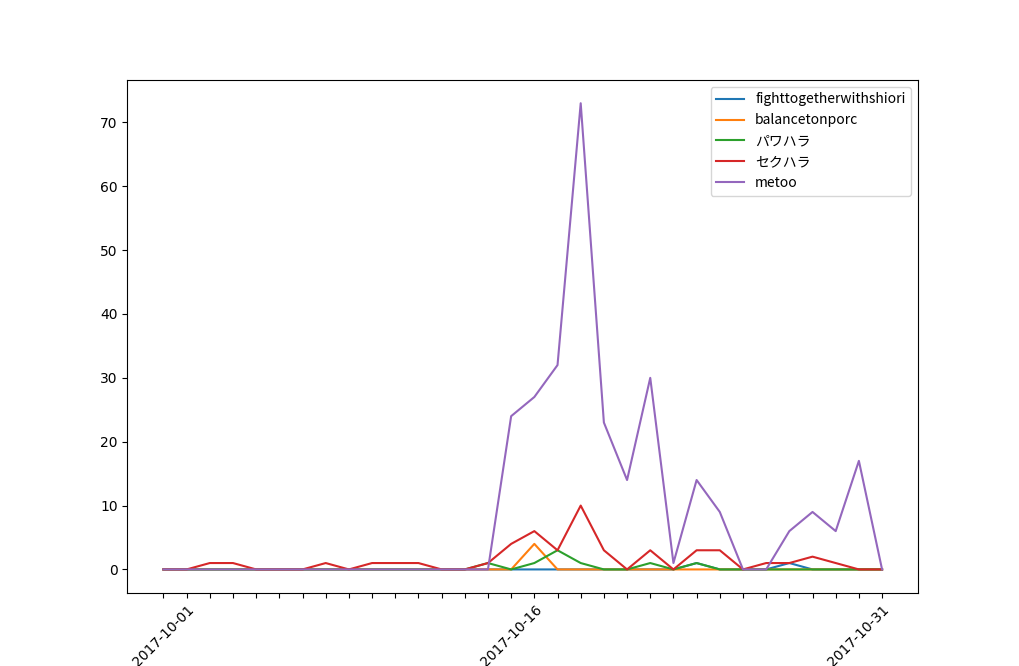 fighttogetherwithshiori
balancetonporc
パワハラ
セクハラ
metoo
70
60
50
40
30
20
10
0
2017-10-01
2017-10-16
2017-10-31